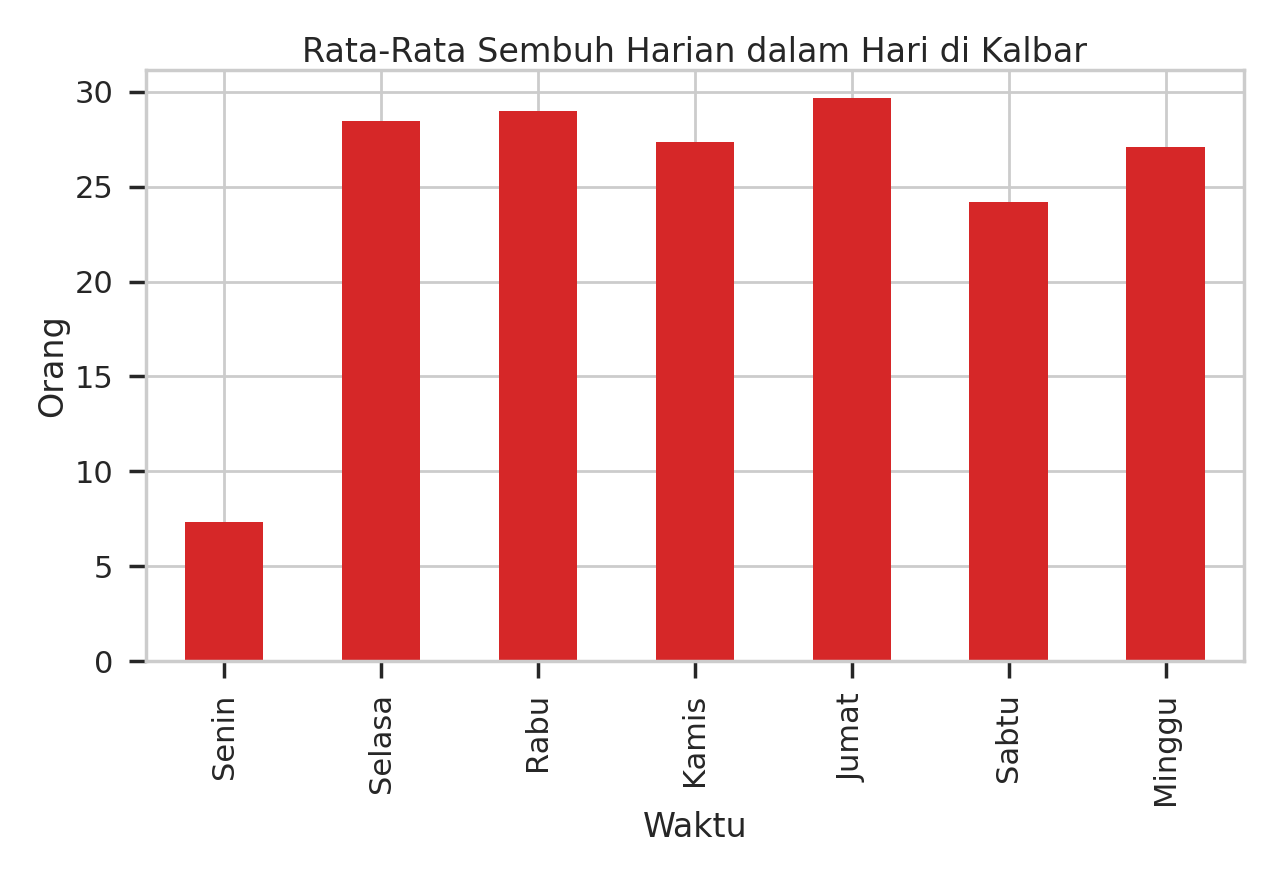 Rata-Rata Sembuh Harian dalam Hari di Kalbar
30
25
20
15
10
5
0
Orang
Senin
Selasa
Rabu
Kamis
Jumat
Sabtu
Minggu
Waktu